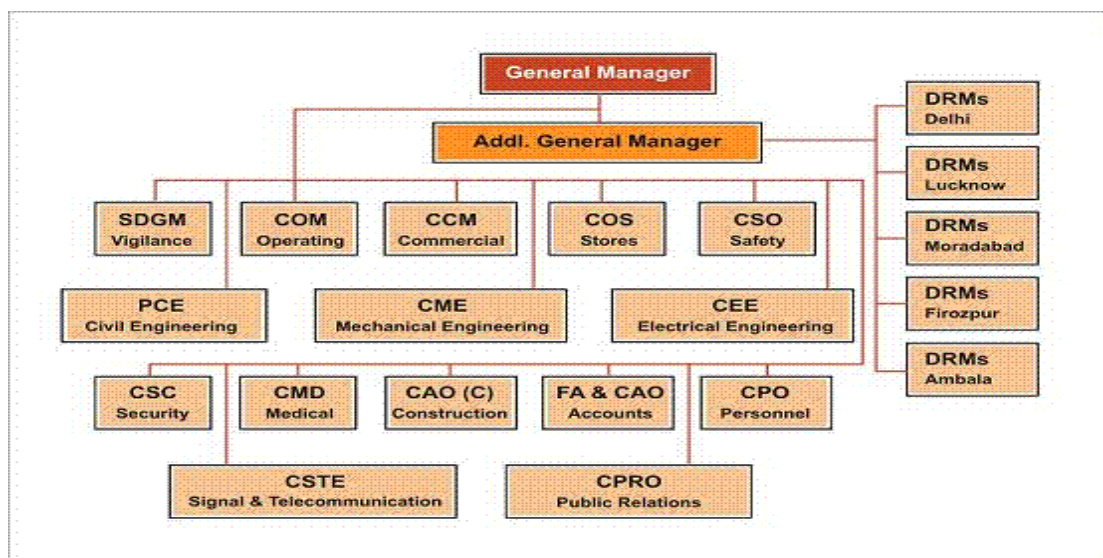 General Manager
Addl. General Manager
DRMs
Delhi
DRMs
Lucknow
DRMs
Moradabad
DRMs
Firozpur
DRMs
Ambala
SDGM
Vigilance
COM
Operating
CCM
Commercial
COS
Stores
CSO
Safety
PCE
Civil Engineering
CME
Mechanical Engineering
CEE
Electrical Engineering
CSC
Security
CMD
Medical
CAO (C)
Construction
FA & CAO
Accounts
CPO
Personnel
CSTE
Signal & Telecommunication
CPRO
Public Relations